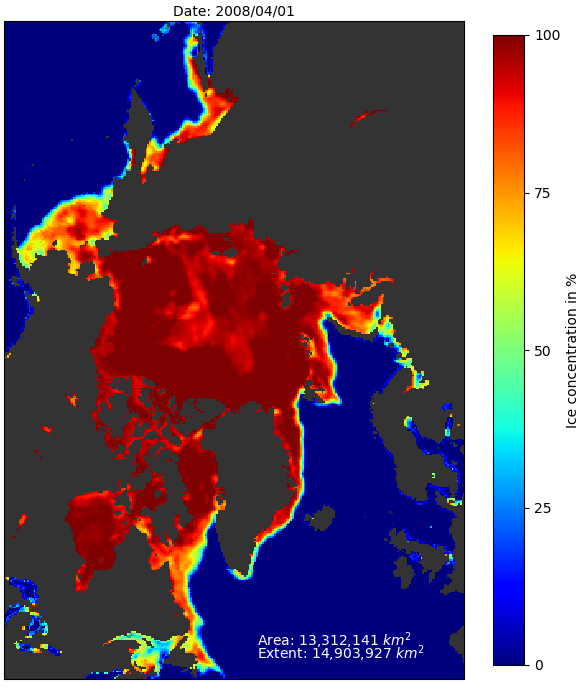 Date: 2008/04/01
100
75
50
25
0
Ice concentration in %
Area: 13,312,141 km²
Extent: 14,903,927 km²